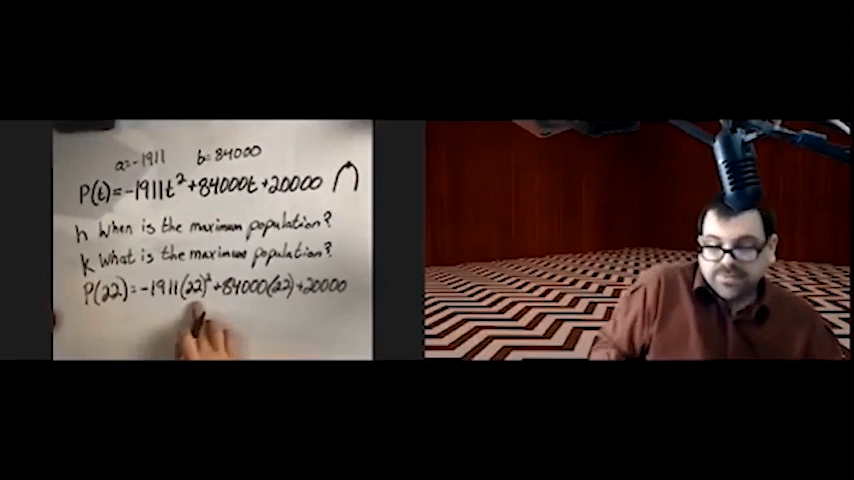 a=-1911 b=84000
P(t)=-1911t²+84000t+20000
h When is the maximum population?
k What is the maximum population?
P(22)=-1911(22)²+84000(22)+20000